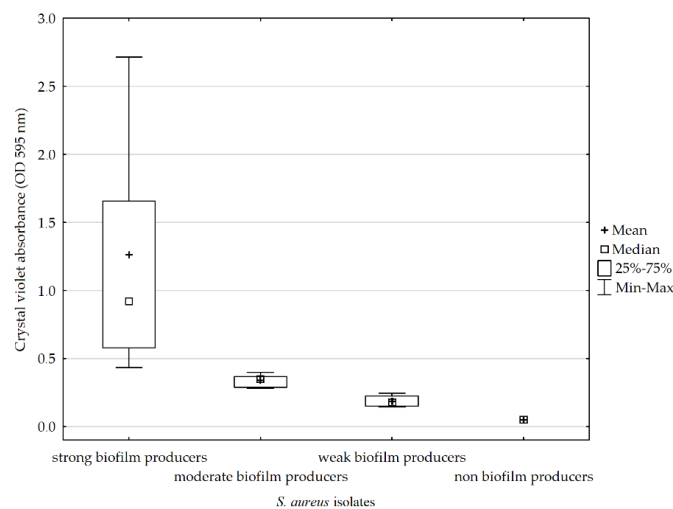 3.0
2.5
2.0
1.5
1.0
0.5
0.0
Crystal violet absorbance (OD 595 nm)
strong biofilm producers
moderate biofilm producers
weak biofilm producers
non biofilm producers
S. aureus isolates
Mean
Median
25%-75%
Min-Max